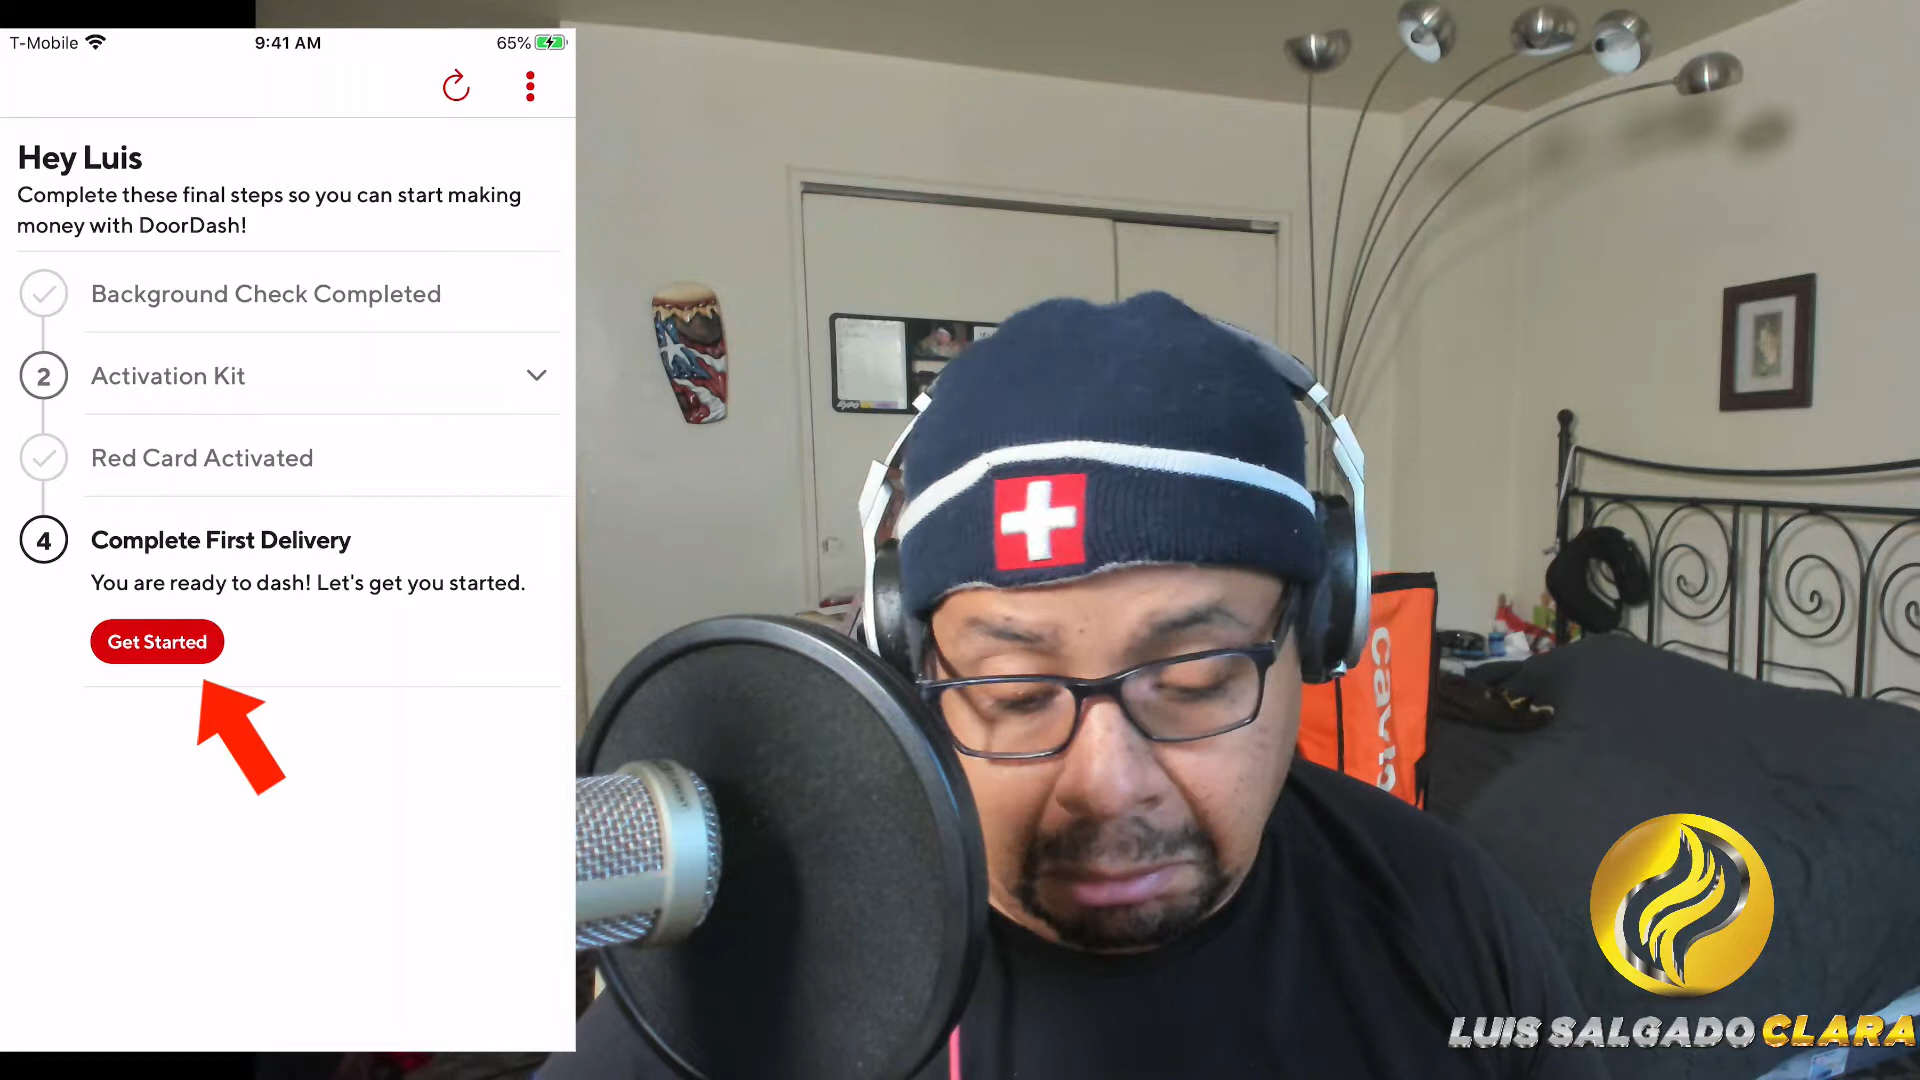 T-Mobile 9:41 AM 65%
Hey Luis
Complete these final steps so you can start making
money with DoorDash!
Background Check Completed
2 Activation Kit
Red Card Activated
4 Complete First Delivery
You are ready to dash! Let's get you started.
Get Started
LUIS SALGADO CLARA